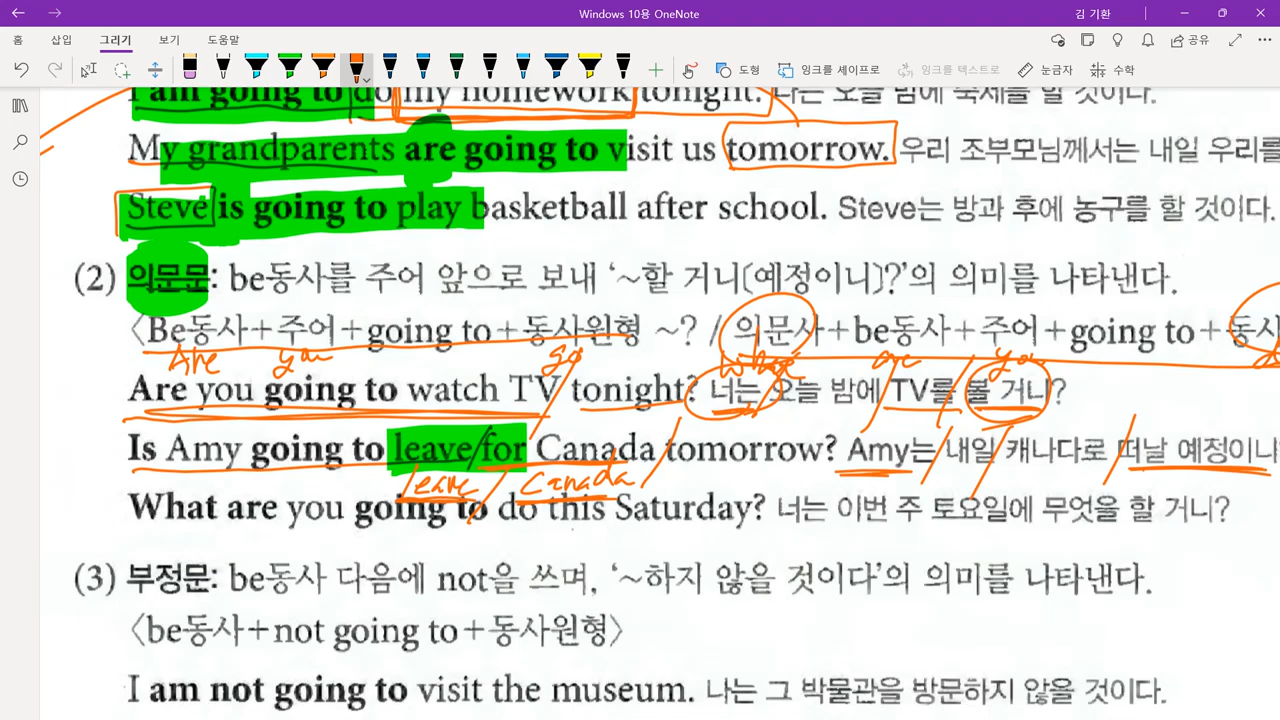 Windows 10용 OneNote
김 기환
홈 삽입 그리기 보기 도움말
공유
도형 잉크를 셰이프로 잉크를 텍스트로 눈금자 수학
I am going to do my homework tonight. 나는 오늘 밤에 숙제를 할 것이다.
My grandparents are going to visit us tomorrow. 우리 조부모님께서는 내일 우리를
Steve is going to play basketball after school. Steve는 방과 후에 농구를 할 것이다.
(2) 의문문: be동사를 주어 앞으로 보내 ‘~할 거니(예정이니)?’의 의미를 나타낸다.
〈Be동사+주어+going to+동사원형 ~? / 의문사+be동사+주어+going to+동사
Are you go what are you
Are you going to watch TV tonight? 너는 오늘 밤에 TV를 볼 거니?
Is Amy going to leave for Canada tomorrow? Amy는 내일 캐나다로 떠날 예정이니
leave Canada
What are you going to do this Saturday? 너는 이번 주 토요일에 무엇을 할 거니?
(3) 부정문: be동사 다음에 not을 쓰며, ‘~하지 않을 것이다’의 의미를 나타낸다.
〈be동사+not going to+동사원형〉
I am not going to visit the museum. 나는 그 박물관을 방문하지 않을 것이다.